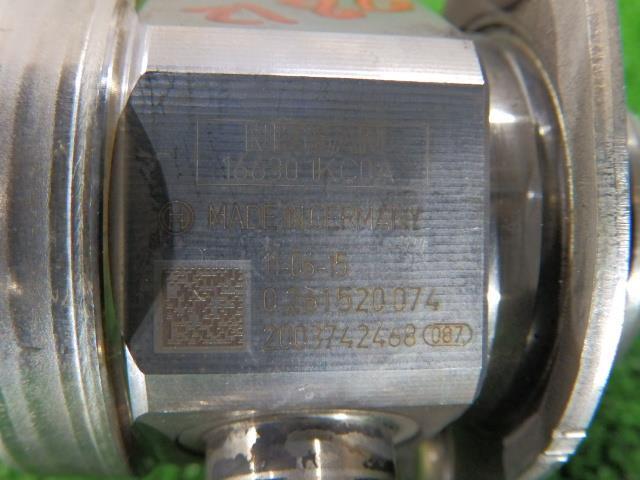 NISSAN
16630 1KC0A
MADE IN GERMANY
11-06-15
0 261 520 074
2003742468 087